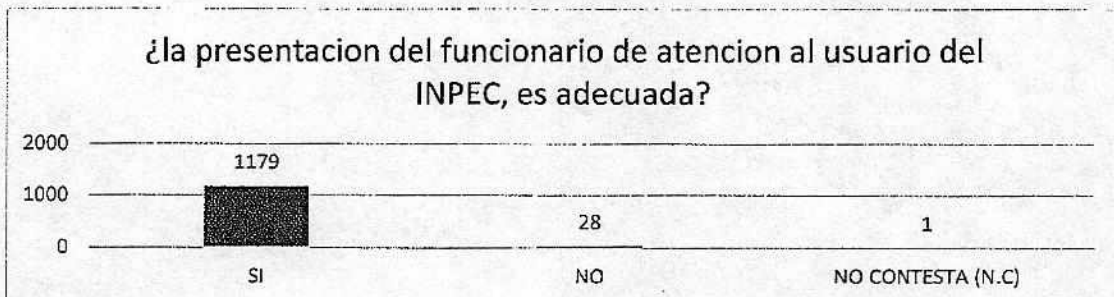 ¿la presentacion del funcionario de atencion al usuario del
INPEC, es adecuada?
2000
1179
1000
28
1
0
SI
NO
NO CONTESTA (N.C)